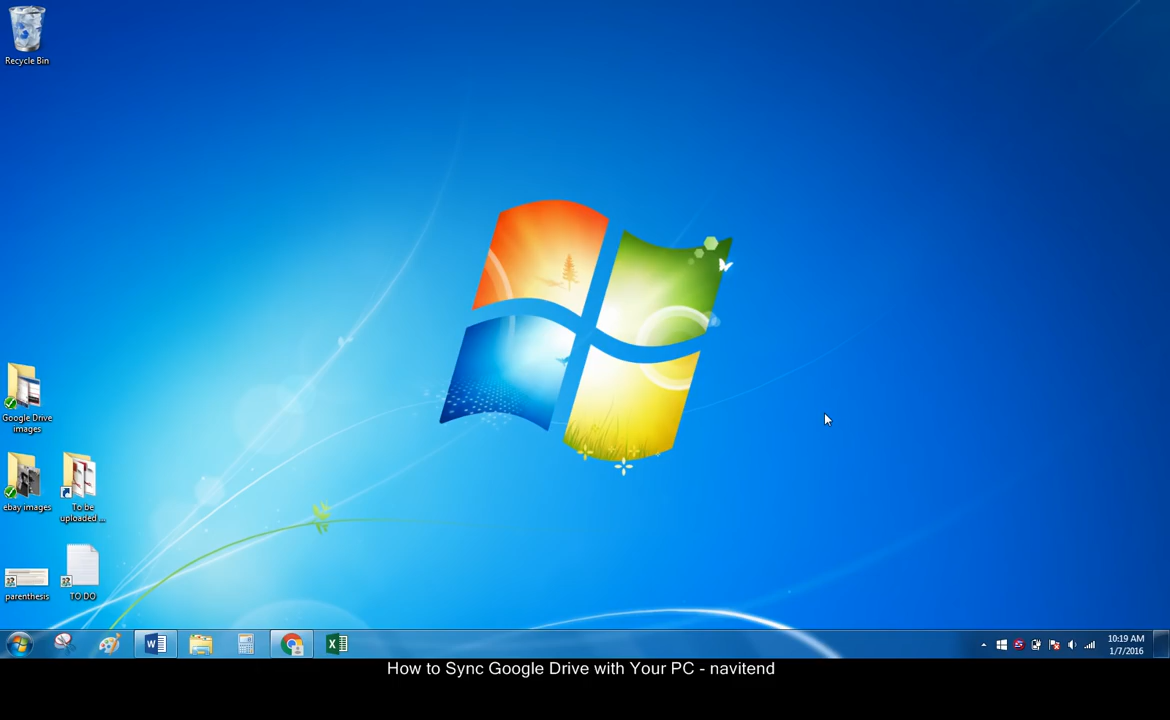 Recycle Bin
Google Drive
images
ebay images
To be
uploaded ...
parenthesis
TO DO
10:19 AM
1/7/2016
How to Sync Google Drive with Your PC - navitend